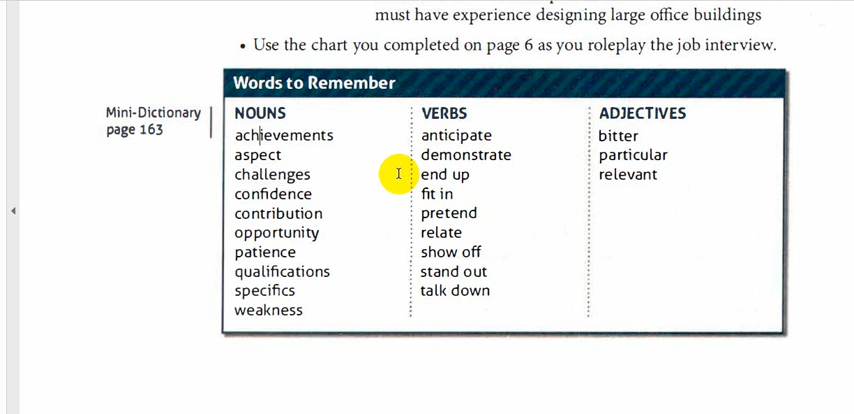 must have experience designing large office buildings
• Use the chart you completed on page 6 as you roleplay the job interview.
Words to Remember
Mini-Dictionary
page 163
NOUNS
achievements
aspect
challenges
confidence
contribution
opportunity
patience
qualifications
specifics
weakness
VERBS
anticipate
demonstrate
end up
fit in
pretend
relate
show off
stand out
talk down
ADJECTIVES
bitter
particular
relevant